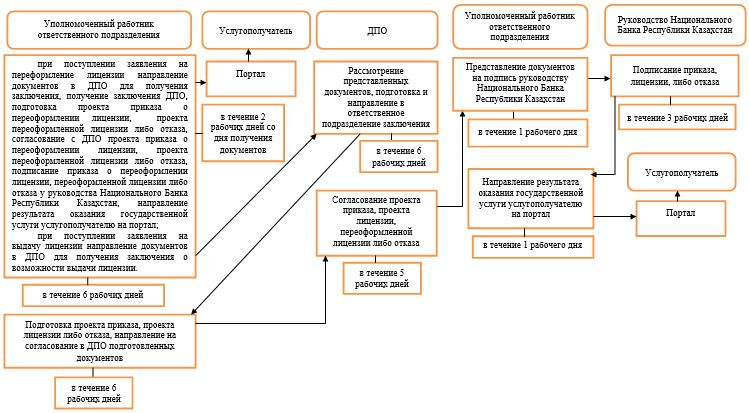 Уполномоченный работник
ответственного подразделения
Услугополучатель
ДПО
Уполномоченный работник
ответственного
подразделения
Руководство Национального
Банка Республики Казахстан
при поступлении заявления на
переформление лицензии направление
документов в ДПО для получения
заключения, получение заключения ДПО,
подготовка проекта приказа о
переоформлении лицензии, проекта
переоформленной лицензии либо отказа,
согласование с ДПО проекта приказа о
переоформлении лицензии, проекта
переоформленной лицензии либо отказа,
подписание приказа о переоформлении
лицензии, переоформленной лицензии либо
отказа у руководства Национального Банка
Республики Казахстан, направление
результата оказания государственной
услуги услугополучателю на портал;
при поступлении заявления на
выдачу лицензии направление документов
в ДПО для получения заключения о
возможности выдачи лицензии.
в течение 6 рабочих дней
Портал
в течение 2
рабочих дней со
дня получения
документов
Рассмотрение
представленных
документов, подготовка и
направление в
ответственное
подразделение заключения
в течение 6
рабочих дней
Представление документов
на подпись руководству
Национального Банка
Республики Казахстан
в течение 1 рабочего дня
Подписание приказа,
лицензии, либо отказа
в течение 3 рабочих дней
Направление результата
оказания государственной
услуги услугополучателю
на портал
в течение 1 рабочего дня
Услугополучатель
Портал
Согласование проекта
приказа, проекта
лицензии,
переоформленной
лицензии либо отказа
в течение 5
рабочих дней
Подготовка проекта приказа, проекта
лицензии либо отказа, направление на
согласование в ДПО подготовленных
документов
в течение 6
рабочих дней